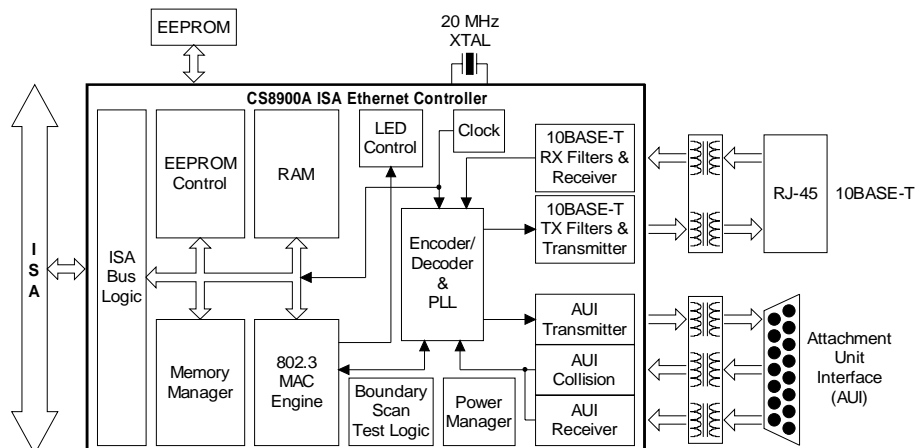 EEPROM
20 MHz
XTAL
CS8900A ISA Ethernet Controller
ISA
ISA
Bus
Logic
EEPROM
Control
RAM
LED
Control
Clock
10BASE-T
RX Filters &
Receiver
10BASE-T
TX Filters &
Transmitter
RJ-45
10BASE-T
Encoder/
Decoder
&
PLL
Memory
Manager
802.3
MAC
Engine
Boundary
Scan
Test Logic
Power
Manager
AUI
Transmitter
AUI
Collision
AUI
Receiver
Attachment
Unit
Interface
(AUI)